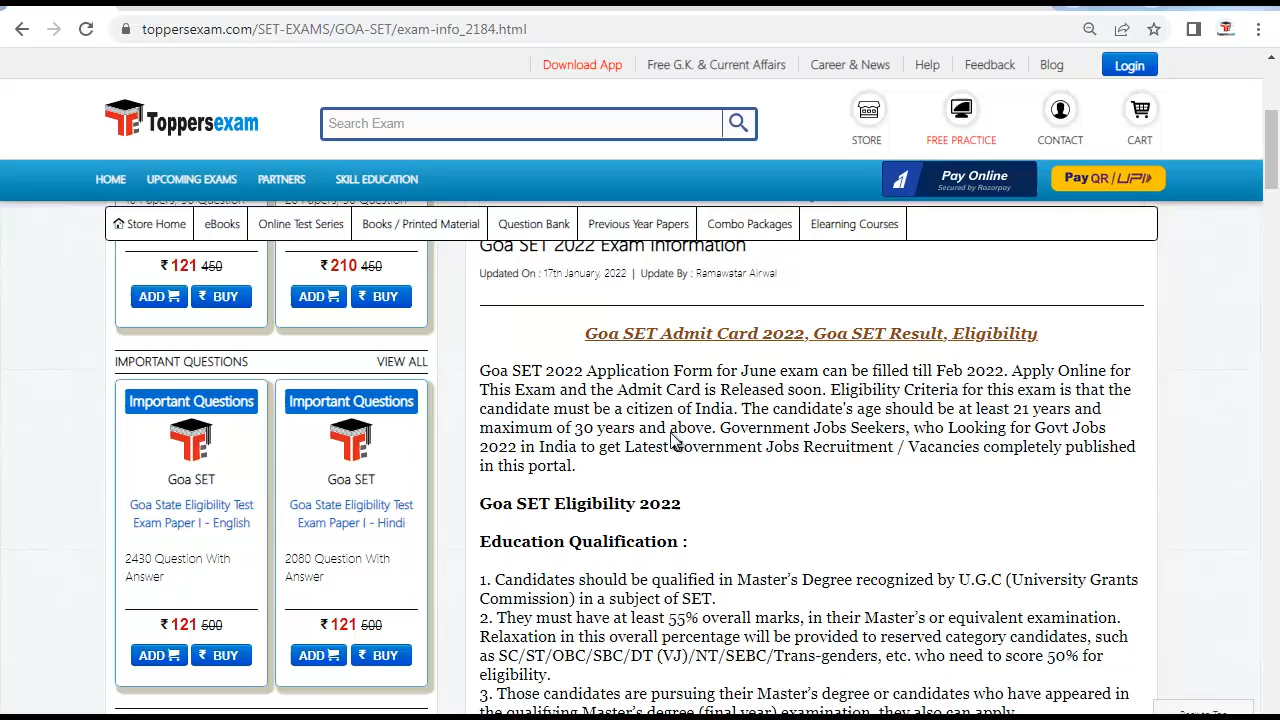 toppersexam.com/SET-EXAMS/GOA-SET/exam-info_2184.html
Download App
Free G.K. & Current Affairs
Career & News
Help
Feedback
Blog
Login
Toppersexam
Search Exam
STORE
FREE PRACTICE
CONTACT
CART
HOME
UPCOMING EXAMS
PARTNERS
SKILL EDUCATION
Pay Online
Secured by Razorpay
Pay QR / UPI
Store Home
eBooks
Online Test Series
Books / Printed Material
Question Bank
Previous Year Papers
Combo Packages
Elearning Courses
₹ 121 450
ADD
₹ BUY
₹ 210 450
ADD
₹ BUY
IMPORTANT QUESTIONS
VIEW ALL
Important Questions
Goa SET
Goa State Eligibility Test
Exam Paper I - English
2430 Question With
Answer
₹ 121 500
ADD
₹ BUY
Important Questions
Goa SET
Goa State Eligibility Test
Exam Paper I - Hindi
2080 Question With
Answer
₹ 121 500
ADD
₹ BUY
Goa SET 2022 Exam Information
Updated On : 17th January, 2022 | Update By : Ramawatar Airwal
Goa SET Admit Card 2022, Goa SET Result, Eligibility
Goa SET 2022 Application Form for June exam can be filled till Feb 2022. Apply Online for
This Exam and the Admit Card is Released soon. Eligibility Criteria for this exam is that the
candidate must be a citizen of India. The candidate's age should be at least 21 years and
maximum of 30 years and above. Government Jobs Seekers, who Looking for Govt Jobs
2022 in India to get Latest Government Jobs Recruitment / Vacancies completely published
in this portal.
Goa SET Eligibility 2022
Education Qualification :
1. Candidates should be qualified in Master's Degree recognized by U.G.C (University Grants
Commission) in a subject of SET.
2. They must have at least 55% overall marks, in their Master's or equivalent examination.
Relaxation in this overall percentage will be provided to reserved category candidates, such
as SC/ST/OBC/SBC/DT (VJ)/NT/SEBC/Trans-genders, etc. who need to score 50% for
eligibility.
3. Those candidates are pursuing their Master's degree or candidates who have appeared in
the qualifying Master's degree (final year) examination, they also can apply.